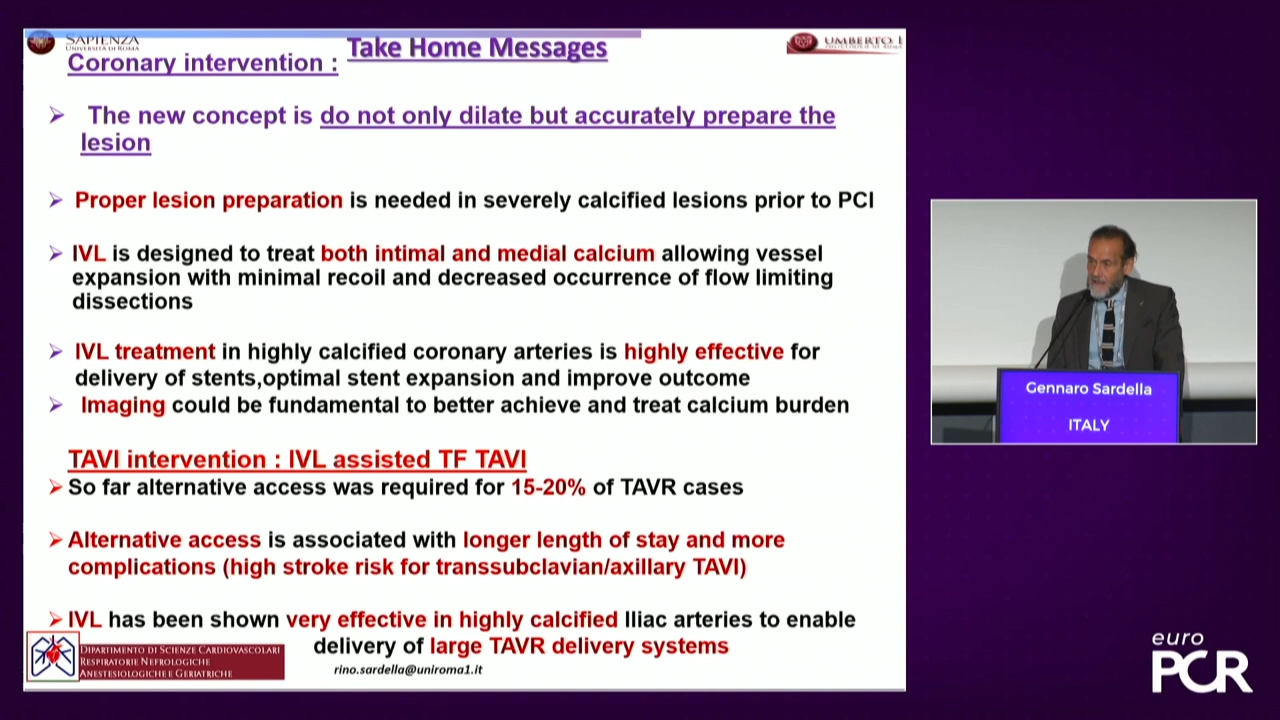 SAPIENZA
UNIVERSITÀ DI ROMA
Take Home Messages
UMBERTO I
Coronary intervention :
The new concept is do not only dilate but accurately prepare the
lesion
Proper lesion preparation is needed in severely calcified lesions prior to PCI
IVL is designed to treat both intimal and medial calcium allowing vessel
expansion with minimal recoil and decreased occurrence of flow limiting
dissections
IVL treatment in highly calcified coronary arteries is highly effective for
delivery of stents,optimal stent expansion and improve outcome
Imaging could be fundamental to better achieve and treat calcium burden
TAVI intervention : IVL assisted TF TAVI
So far alternative access was required for 15-20% of TAVR cases
Alternative access is associated with longer length of stay and more
complications (high stroke risk for transsubclavian/axillary TAVI)
IVL has been shown very effective in highly calcified Iliac arteries to enable
delivery of large TAVR delivery systems
DIPARTIMENTO DI SCIENZE CARDIOVASCOLARI
RESPIRATORIE NEFROLOGICHE
ANESTESIOLOGICHE E GERIATRICHE
rino.sardella@uniroma1.it
Gennaro Sardella
ITALY
euro
PCR